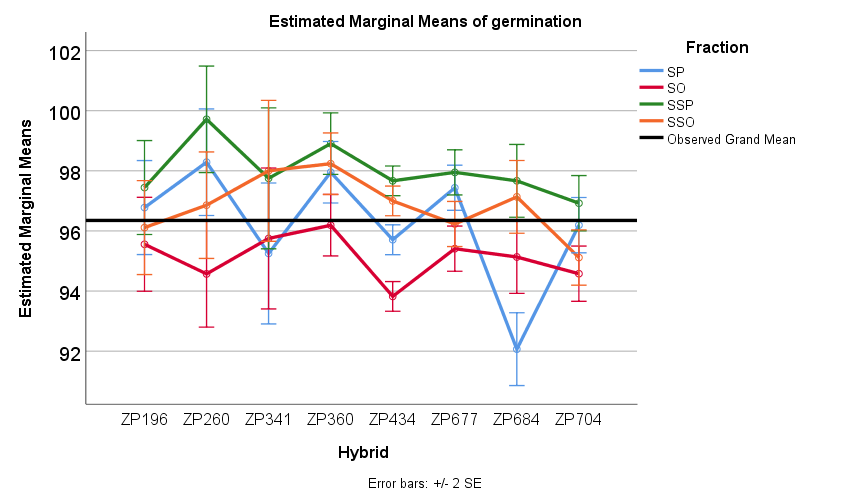 Estimated Marginal Means of germination
Fraction
SP
SO
SSP
SSO
Observed Grand Mean
Estimated Marginal Means
102
100
98
96
94
92
ZP196 ZP260 ZP341 ZP360 ZP434 ZP677 ZP684 ZP704
Hybrid
Error bars: +/- 2 SE